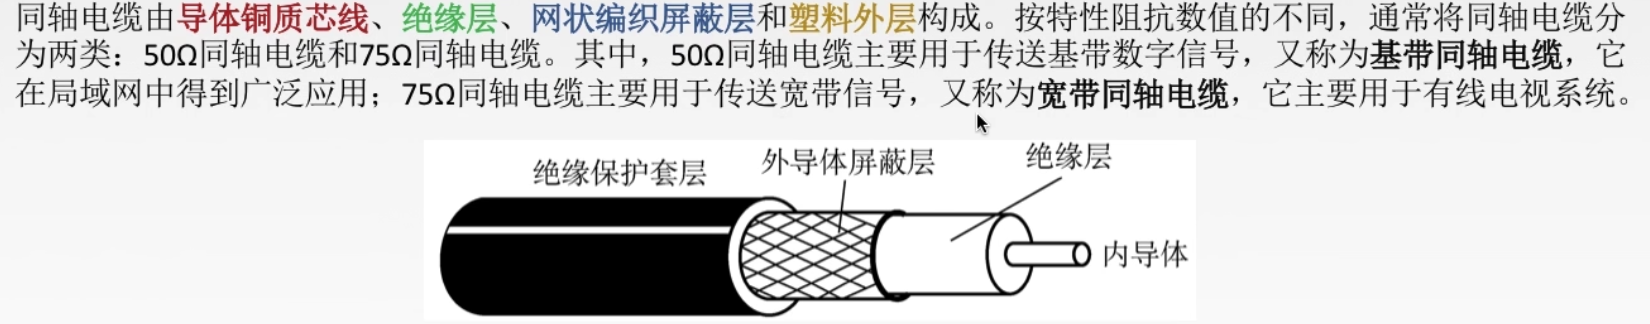 同轴电缆由导体铜质芯线、绝缘层、网状编织屏蔽层和塑料外层构成。按特性阻抗数值的不同，通常将同轴电缆分
为两类：50Ω同轴电缆和75Ω同轴电缆。其中，50Ω同轴电缆主要用于传送基带数字信号，又称为基带同轴电缆，它
在局域网中得到广泛应用；75Ω同轴电缆主要用于传送宽带信号，又称为宽带同轴电缆，它主要用于有线电视系统。
绝缘保护套层
外导体屏蔽层
绝缘层
内导体